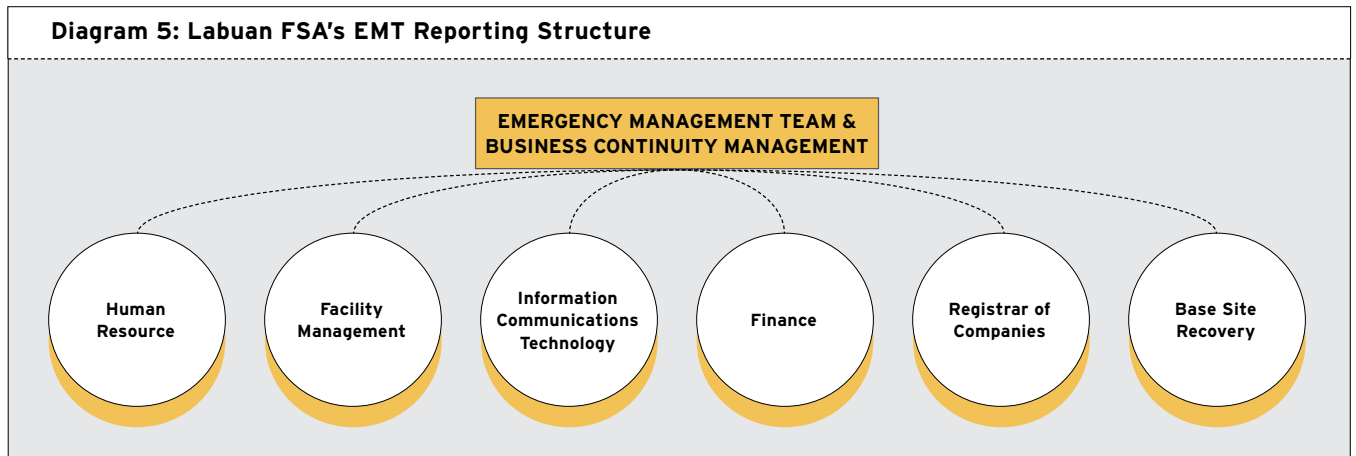 Diagram 5: Labuan FSA's EMT Reporting Structure
EMERGENCY MANAGEMENT TEAM &
BUSINESS CONTINUITY MANAGEMENT
Human
Resource
Facility
Management
Information
Communications
Technology
Finance
Registrar of
Companies
Base Site
Recovery